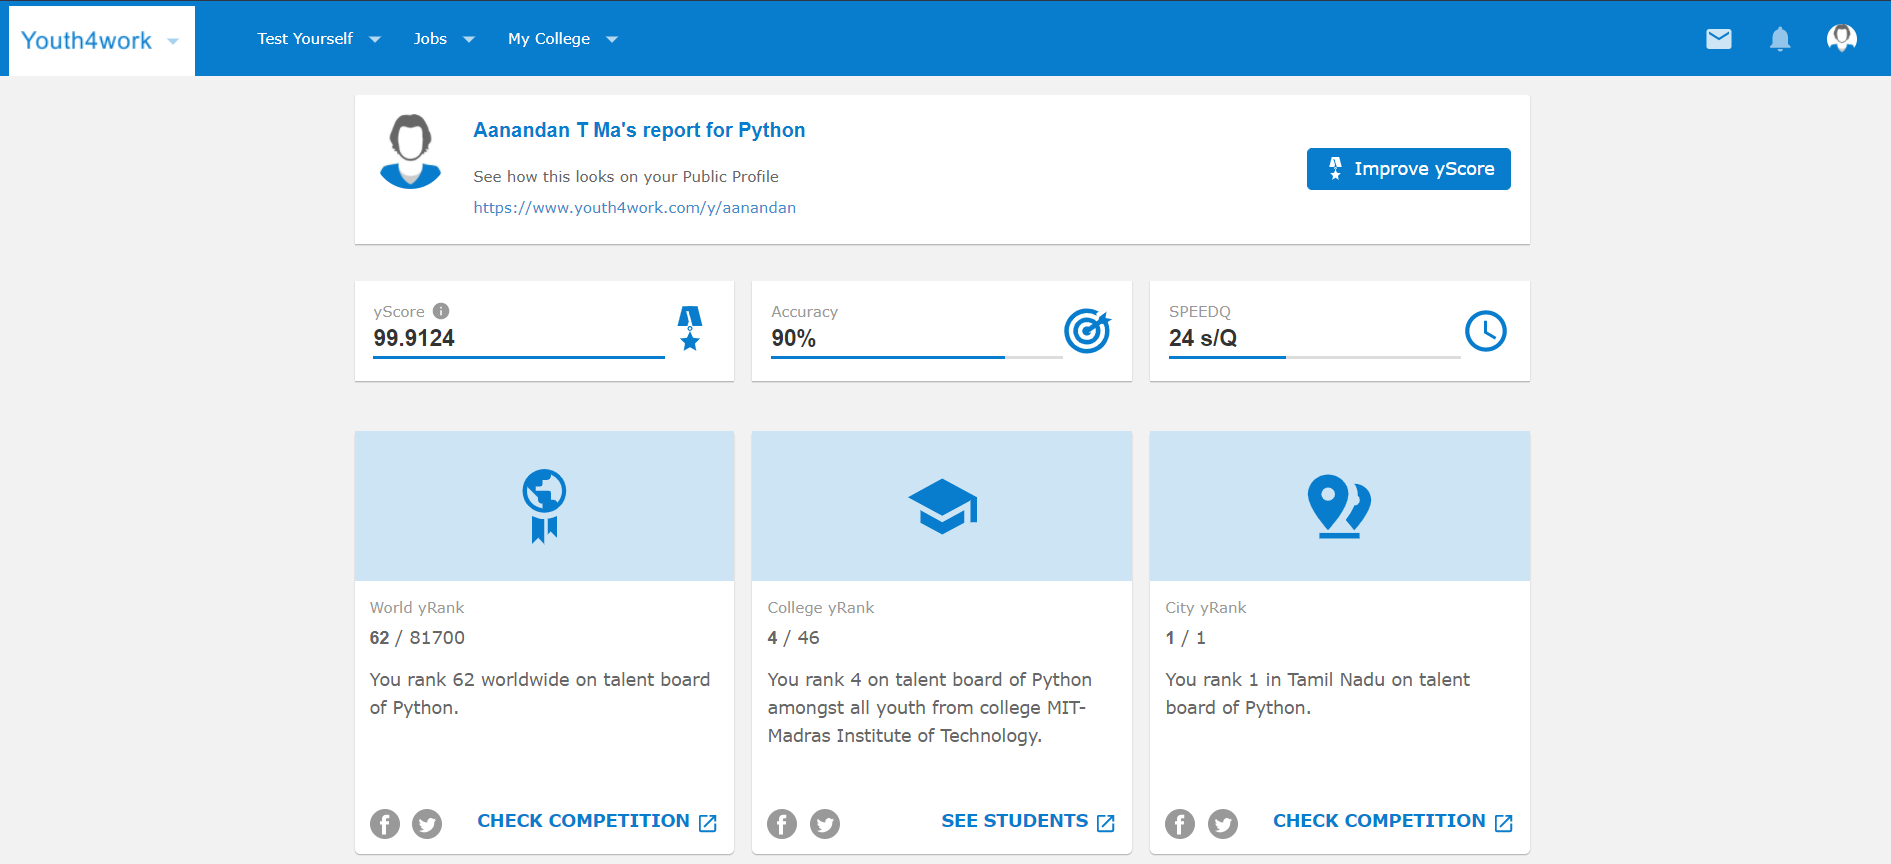 Youth4work
Test Yourself
Jobs
My College
Aanandan T Ma's report for Python
See how this looks on your Public Profile
https://www.youth4work.com/y/aanandan
Improve yScore
yScore
99.9124
Accuracy
90%
SPEEDQ
24 s/Q
World yRank
62 / 81700
You rank 62 worldwide on talent board
of Python.
CHECK COMPETITION
College yRank
4 / 46
You rank 4 on talent board of Python
amongst all youth from college MIT-
Madras Institute of Technology.
SEE STUDENTS
City yRank
1 / 1
You rank 1 in Tamil Nadu on talent
board of Python.
CHECK COMPETITION